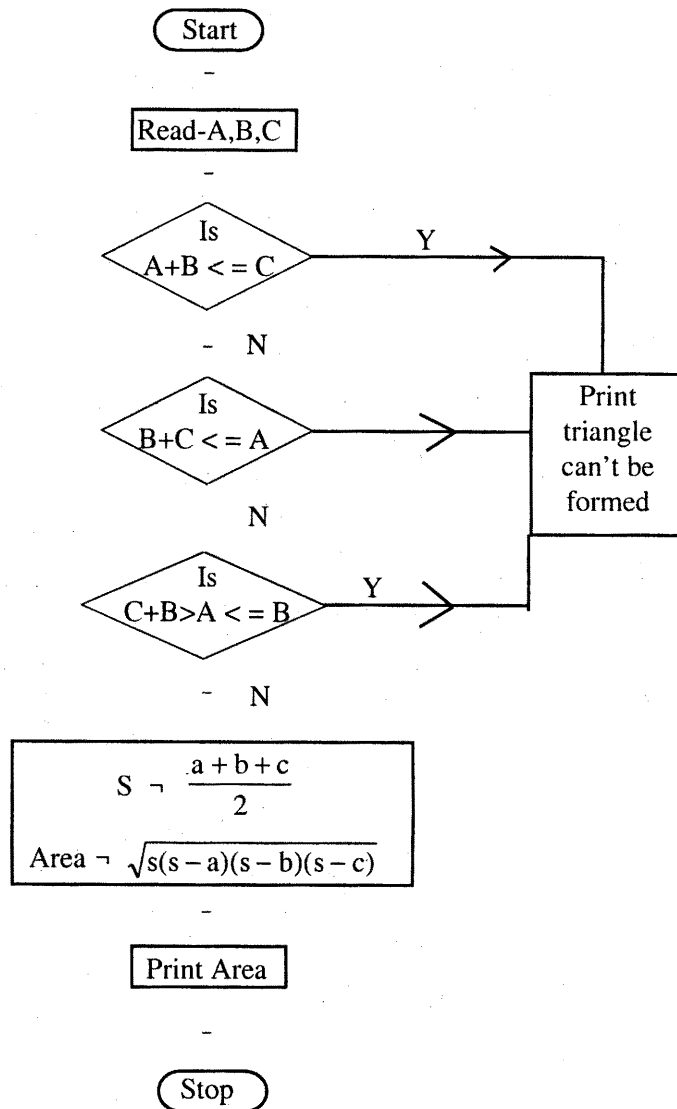 Start
Read-A,B,C
Is
A+B < = C
Y
N
Is
B+C < = A
N
Print
triangle
can't be
formed
Is
C+B>A < = B
Y
N
S ¬ a + b + c / 2
Area ¬ √s(s – a)(s – b)(s – c)
Print Area
Stop